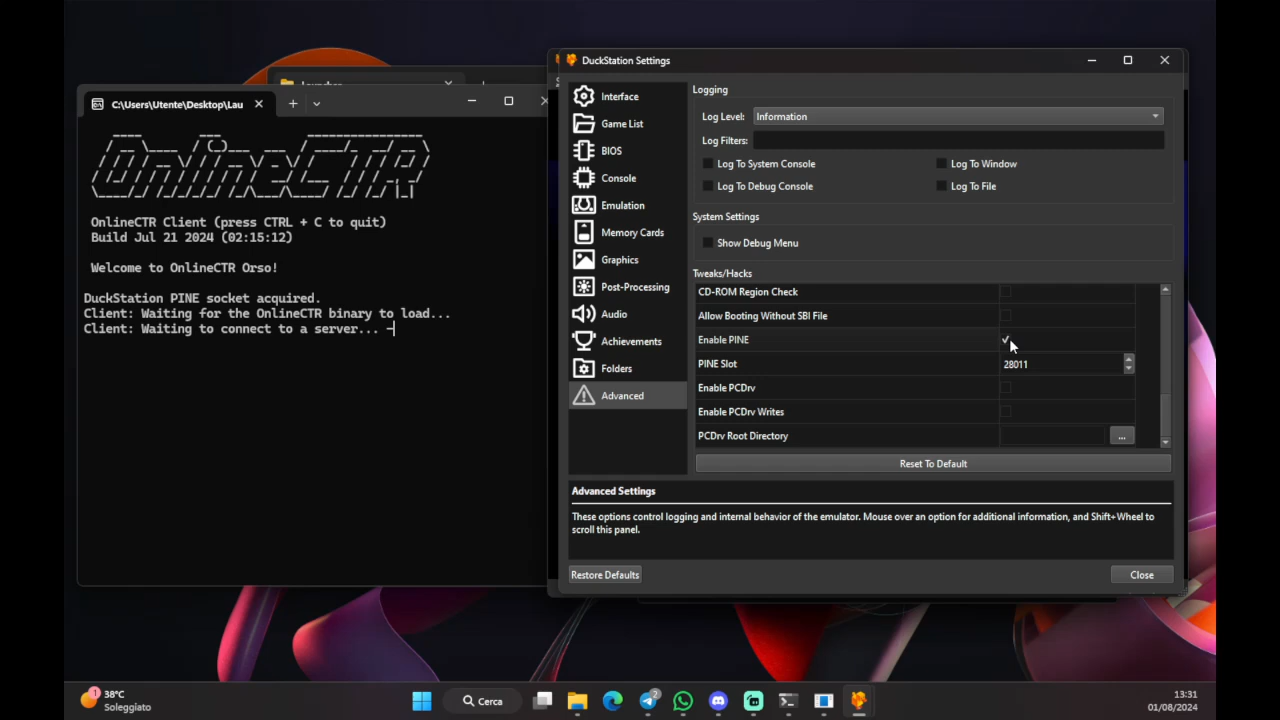 C:\Users\Utente\Desktop\Lau
OnlineCTR
OnlineCTR Client (press CTRL + C to quit)
Build Jul 21 2024 (02:15:12)
Welcome to OnlineCTR Orso!
DuckStation PINE socket acquired.
Client: Waiting for the OnlineCTR binary to load...
Client: Waiting to connect to a server... -
DuckStation Settings
Interface
Game List
BIOS
Console
Emulation
Memory Cards
Graphics
Post-Processing
Audio
Achievements
Folders
Advanced
Logging
Log Level: Information
Log Filters:
Log To System Console Log To Window
Log To Debug Console Log To File
System Settings
Show Debug Menu
Tweaks/Hacks
CD-ROM Region Check
Allow Booting Without SBI File
Enable PINE
PINE Slot 28011
Enable PCDrv
Enable PCDrv Writes
PCDrv Root Directory ...
Reset To Default
Advanced Settings
These options control logging and internal behavior of the emulator. Mouse over an option for additional information, and Shift+Wheel to
scroll this panel.
Restore Defaults Close
1
38°C
Soleggiato
Cerca
2
13:31
01/08/2024